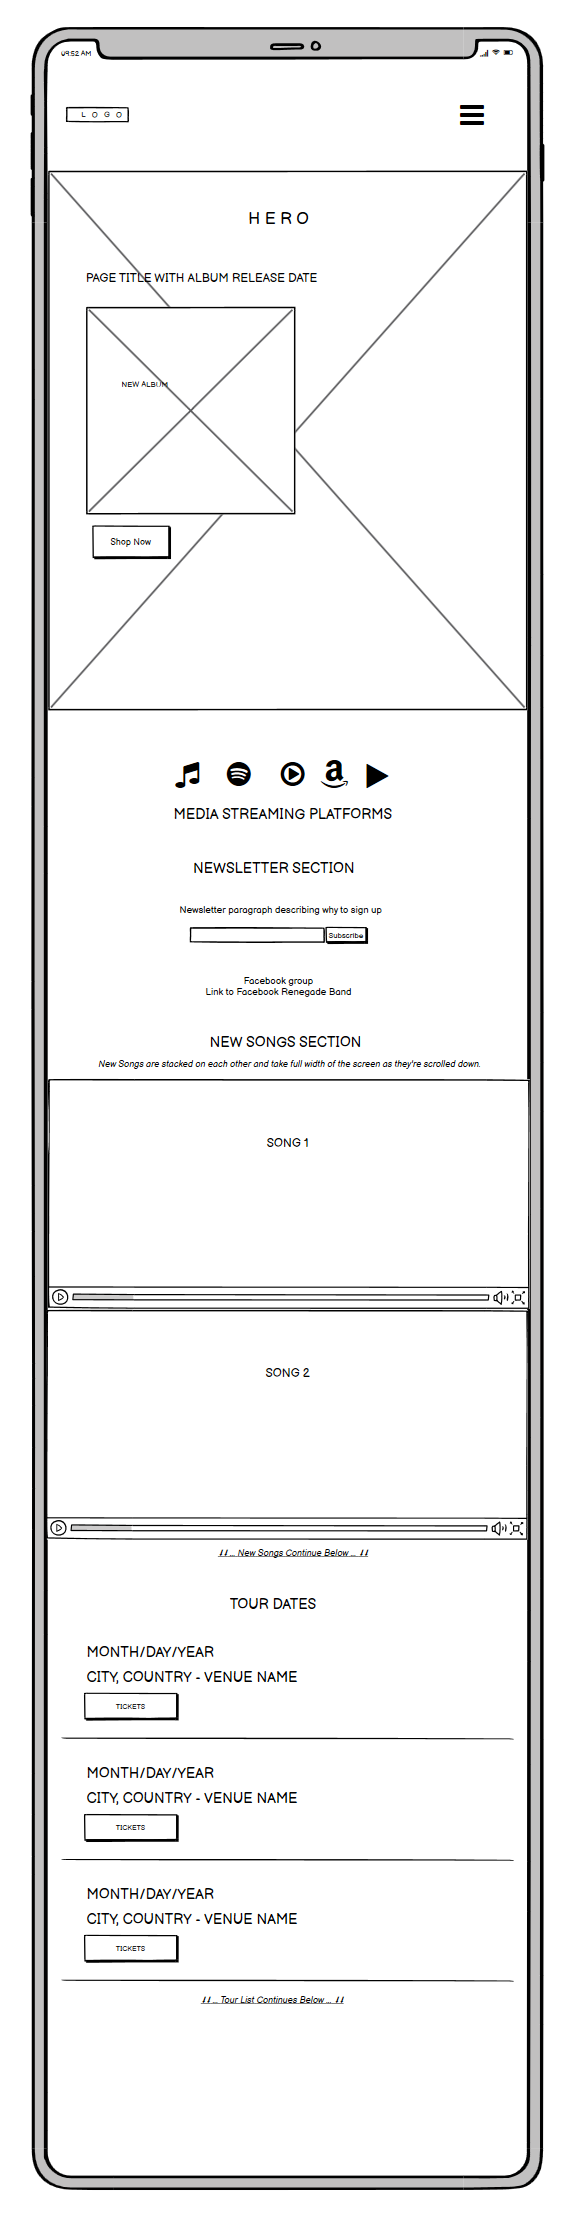 09:52 AM
LOGO
HERO
PAGE TITLE WITH ALBUM RELEASE DATE
NEW ALBUM
Shop Now
a
MEDIA STREAMING PLATFORMS
NEWSLETTER SECTION
Newsletter paragraph describing why to sign up
Subscribe
Facebook group
Link to Facebook Renegade Band
NEW SONGS SECTION
New Songs are stacked on each other and take full width of the screen as they're scrolled down.
SONG 1
SONG 2
↓↓ ... New Songs Continue Below ... ↓↓
TOUR DATES
MONTH/DAY/YEAR
CITY, COUNTRY - VENUE NAME
TICKETS
MONTH/DAY/YEAR
CITY, COUNTRY - VENUE NAME
TICKETS
MONTH/DAY/YEAR
CITY, COUNTRY - VENUE NAME
TICKETS
↓↓ ... Tour List Continues Below ... ↓↓